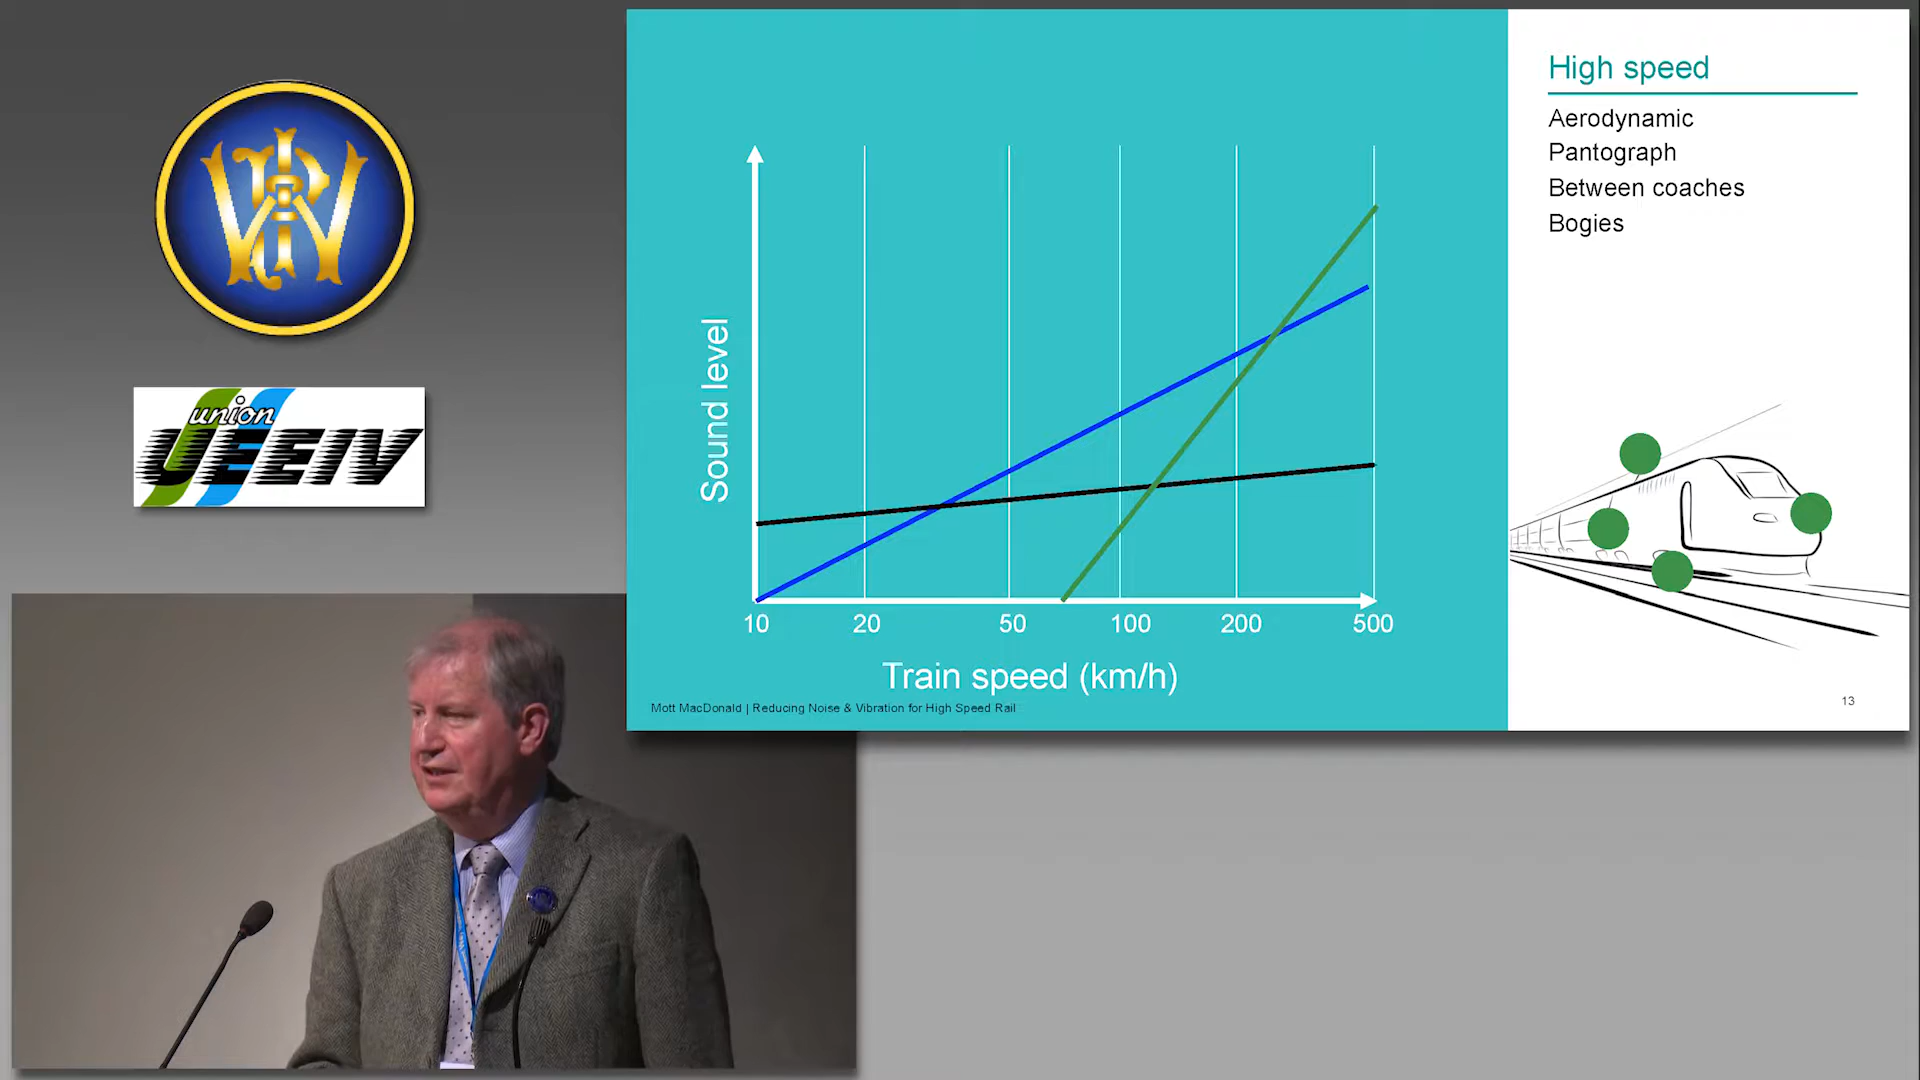 union
UEEIV
Sound level
10 20 50 100 200 500
Train speed (km/h)
Mott MacDonald | Reducing Noise & Vibration for High Speed Rail
High speed
Aerodynamic
Pantograph
Between coaches
Bogies
13